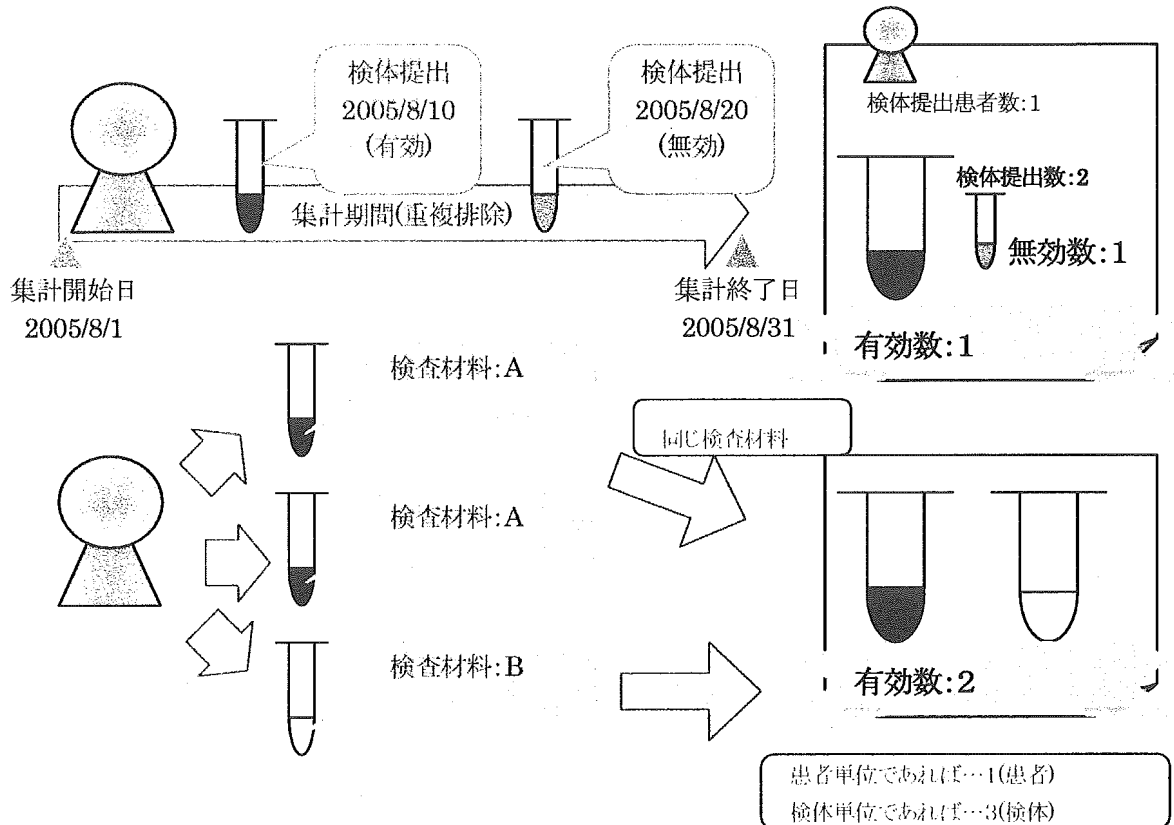 検体提出
2005/8/10
(有効)
検体提出
2005/8/20
(無効)
集計期間(重複排除)
集計開始日
2005/8/1
集計終了日
2005/8/31
検体提出患者数:1
検体提出数:2
無効数:1
有効数:1
検査材料:A
検査材料:A
検査材料:B
同じ検査材料
有効数:2
患者単位であれば…1(患者)
検体単位であれば…3(検体)